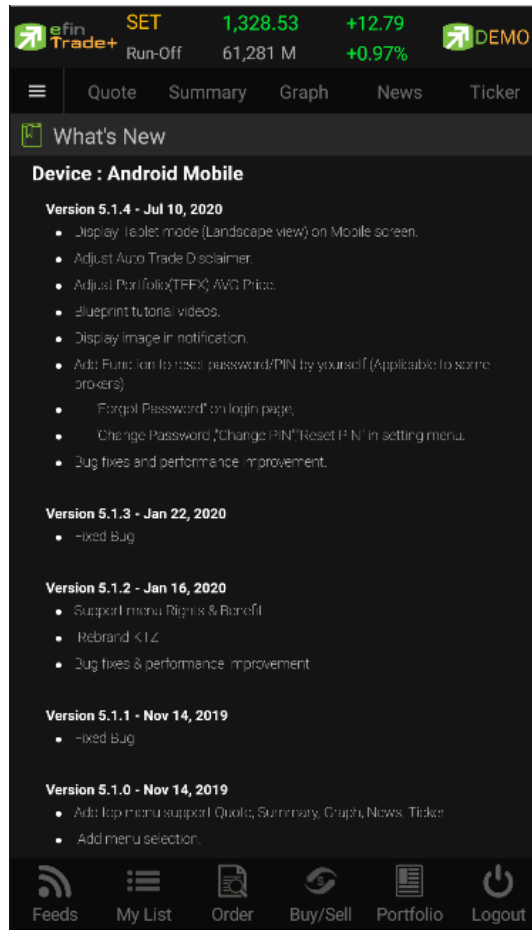 efin Trade+ SET 1,328.53 +12.79 DEMO
Run-Off 61,281 M +0.97%
Quote Summary Graph News Ticker
What's New
Device : Android Mobile
Version 5.1.4 - Jul 10, 2020
Display Tablet mode (Landscape view) on Mobile screen.
Adjust Auto Trade Disclaimer.
Adjust Portfolio(TFEX) AVG Price.
Blueprint tutorial videos.
Display image in notification.
Add Function to reset password/PIN by yourself (Applicable to some
brokers)
"Forgot Password" on login page,
"Change Password","Change PIN","Reset PIN" in setting menu.
Bug fixes and performance improvement.
Version 5.1.3 - Jan 22, 2020
Fixed Bug
Version 5.1.2 - Jan 16, 2020
Support menu Rights & Benefit
Rebrand KTZ
Bug fixes & performance improvement
Version 5.1.1 - Nov 14, 2019
Fixed Bug
Version 5.1.0 - Nov 14, 2019
Add top menu support Quote, Summary, Graph, News, Ticker
Add menu selection.
Feeds My List Order Buy/Sell Portfolio Logout